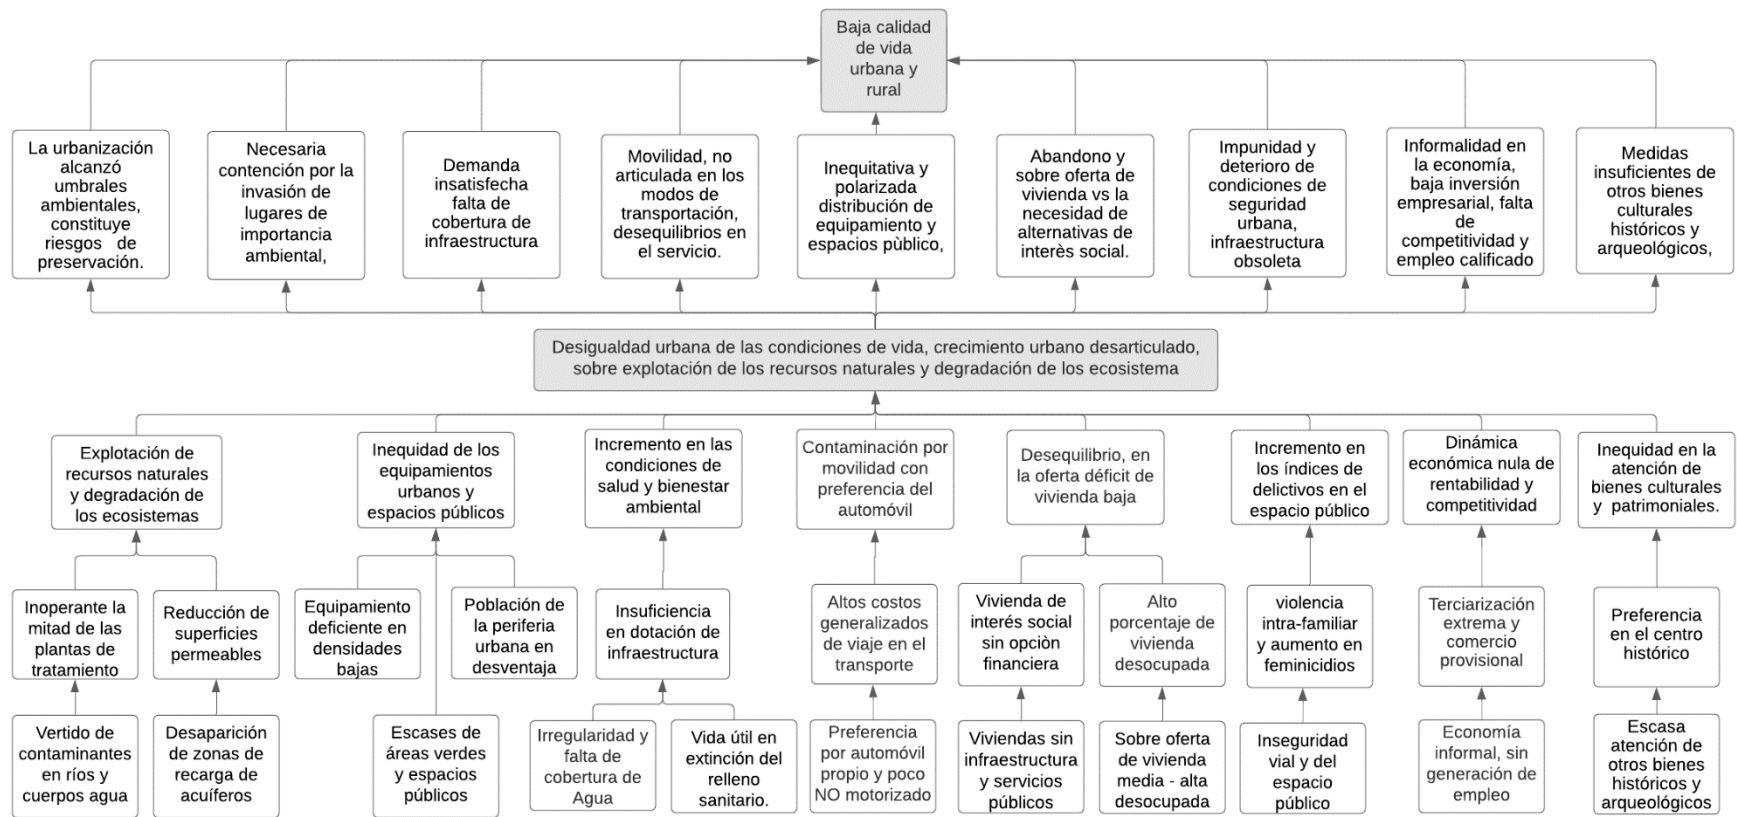 Baja calidad
de vida
urbana y
rural
La urbanización
alcanzó
umbrales
ambientales,
constituye
riesgos de
preservación.
Necesaria
contención por la
invasión de
lugares de
importancia
ambiental,
Demanda
insatisfecha
falta de
cobertura de
infraestructura
Movilidad, no
articulada en los
modos de
transportación,
desequilibrios en
el servicio.
Inequitativa y
polarizada
distribución de
equipamiento y
espacios pùblico,
Abandono y
sobre oferta de
vivienda vs la
necesidad de
alternativas de
interès social.
Impunidad y
deterioro de
condiciones de
seguridad
urbana,
infraestructura
obsoleta
Informalidad en
la economía,
baja inversión
empresarial, falta
de
competitividad y
empleo calificado
Medidas
insuficientes de
otros bienes
culturales
históricos y
arqueológicos,
Desigualdad urbana de las condiciones de vida, crecimiento urbano desarticulado,
sobre explotación de los recursos naturales y degradación de los ecosistema
Explotación de
recursos naturales
y degradación de
los ecosistemas
Inequidad de los
equipamientos
urbanos y
espacios públicos
Incremento en las
condiciones de
salud y bienestar
ambiental
Contaminación por
movilidad con
preferencia del
automóvil
Desequilibrio, en
la oferta déficit de
vivienda baja
Incremento en
los índices de
delictivos en el
espacio público
Dinámica
económica nula de
rentabilidad y
competitividad
Inequidad en la
atención de
bienes culturales
y patrimoniales.
Inoperante la
mitad de las
plantas de
tratamiento
Reducción de
superficies
permeables
Equipamiento
deficiente en
densidades
bajas
Población de
la periferia
urbana en
desventaja
Insuficiencia
en dotación de
infraestructura
Altos costos
generalizados
de viaje en el
transporte
Vivienda de
interés social
sin opciòn
financiera
Alto
porcentaje de
vivienda
desocupada
violencia
intra-familiar
y aumento en
feminicidios
Terciarización
extrema y
comercio
provisional
Preferencia
en el centro
histórico
Vertido de
contaminantes
en ríos y
cuerpos agua
Desaparición
de zonas de
recarga de
acuíferos
Escases de
áreas verdes
y espacios
públicos
Irregularidad y
falta de
cobertura de
Agua
Vida útil en
extinción del
relleno
sanitario.
Preferencia
por automóvil
propio y poco
NO motorizado
Viviendas sin
infraestructura
y servicios
públicos
Sobre oferta
de vivienda
media - alta
desocupada
Inseguridad
vial y del
espacio
público
Economía
informal, sin
generación de
empleo
Escasa
atención de
otros bienes
históricos y
arqueológicos